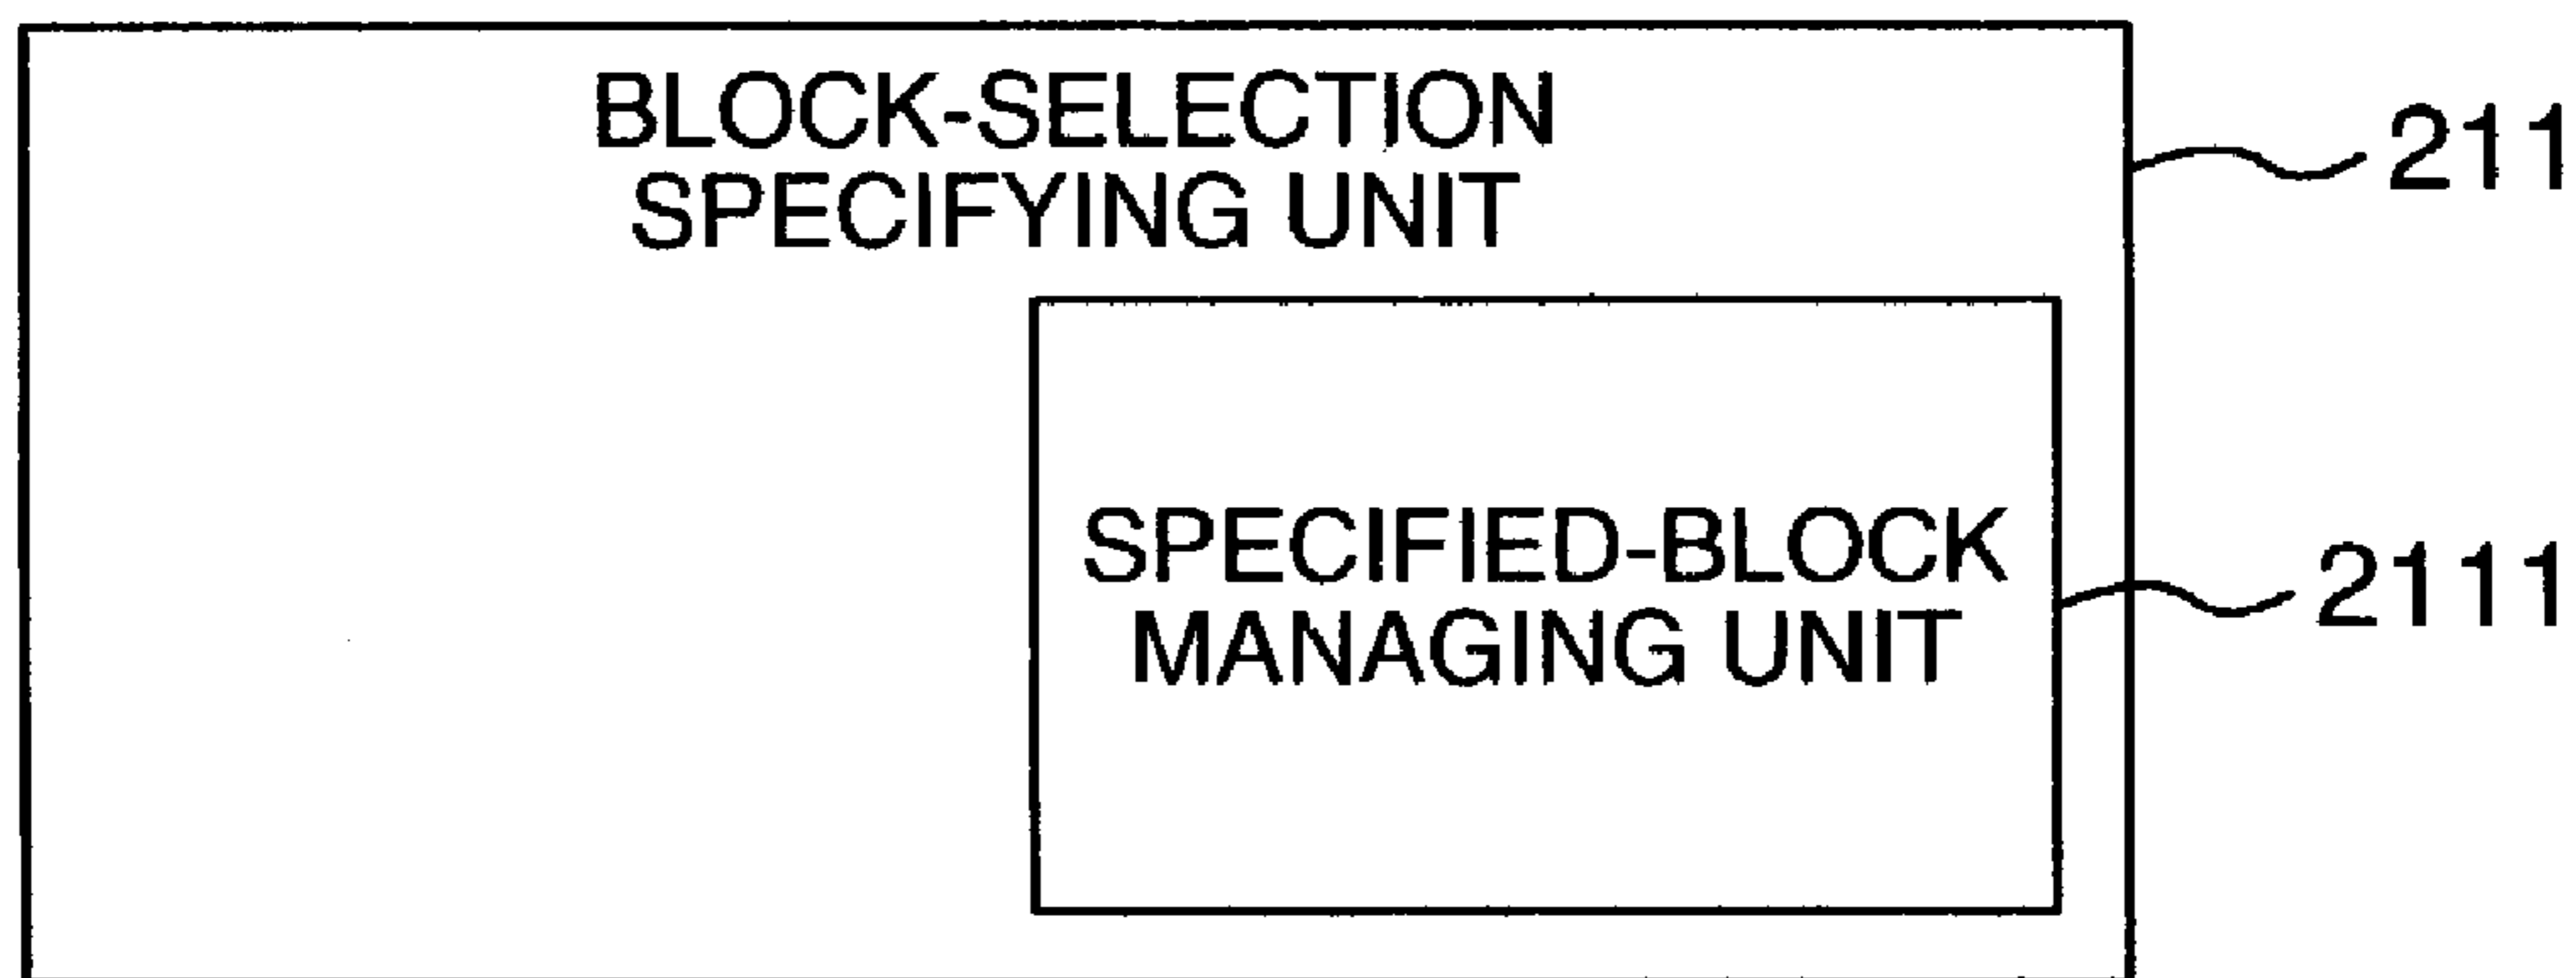 BLOCK-SELECTION
SPECIFYING UNIT
211
SPECIFIED-BLOCK
MANAGING UNIT
2111